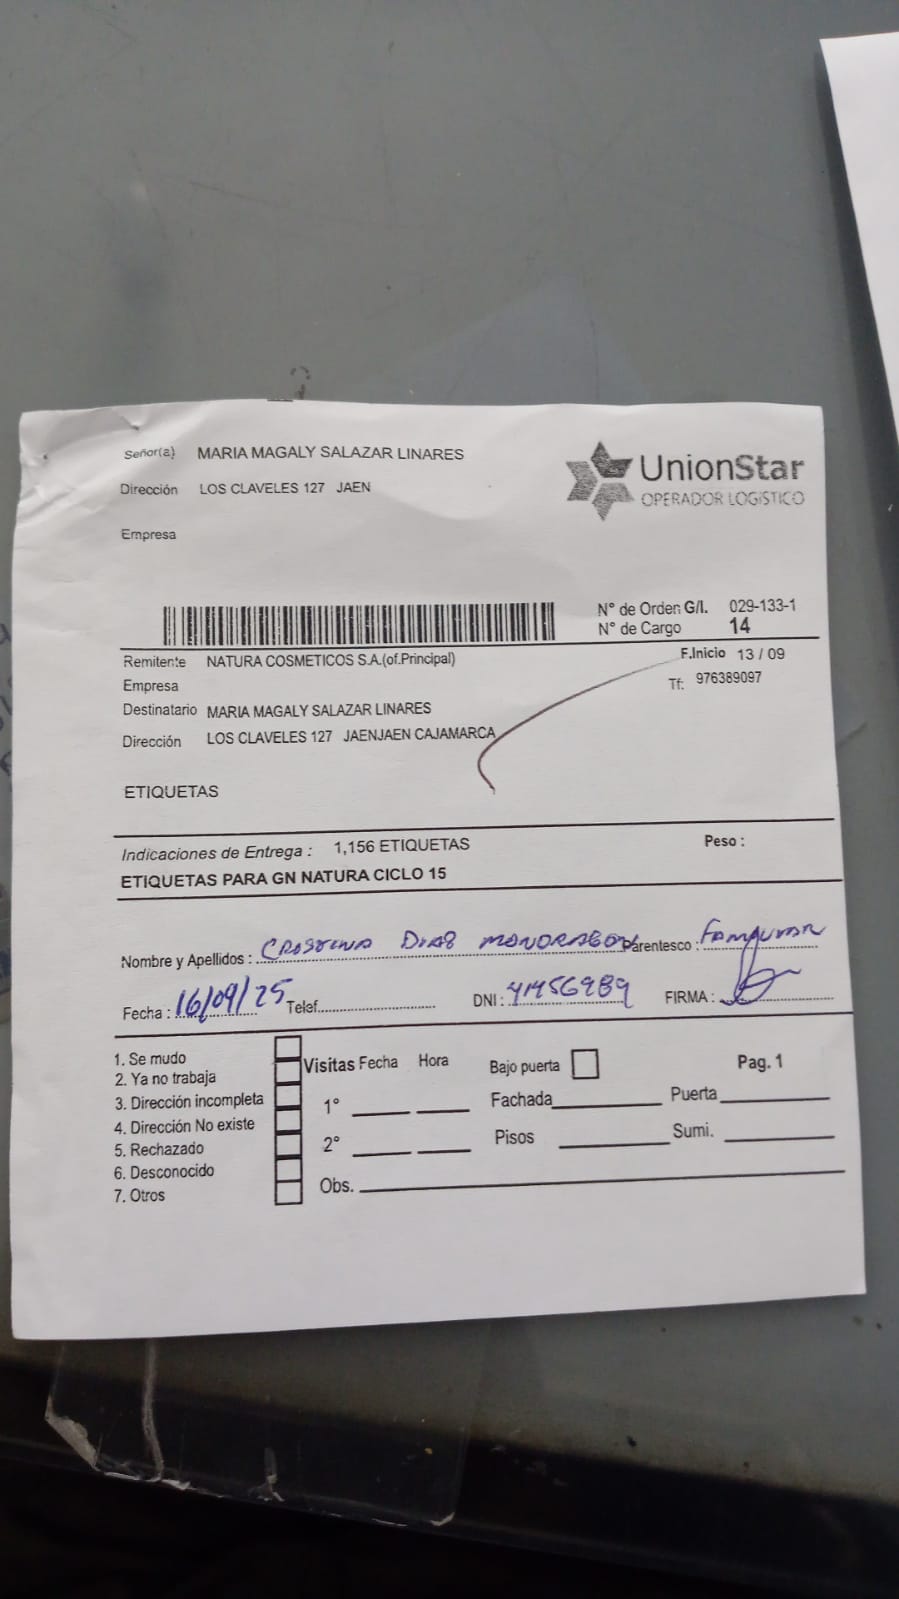 Señor(a) MARIA MAGALY SALAZAR LINARES
Dirección LOS CLAVELES 127 JAEN
Empresa
UnionStar
OPERADOR LOGÍSTICO
N° de Orden G/I. 029-133-1
N° de Cargo 14
Remitente NATURA COSMETICOS S.A.(of.Principal)
F.Inicio 13 / 09
Empresa
Tf: 976389097
Destinatario MARIA MAGALY SALAZAR LINARES
Dirección LOS CLAVELES 127 JAENJAEN CAJAMARCA
ETIQUETAS
Indicaciones de Entrega : 1,156 ETIQUETAS
Peso :
ETIQUETAS PARA GN NATURA CICLO 15
Nombre y Apellidos : Dias Parentesco :
Fecha : 16/09/25 Telef. DNI : FIRMA :
1. Se mudo
2. Ya no trabaja
3. Dirección incompleta
4. Dirección No existe
5. Rechazado
6. Desconocido
7. Otros
Visitas Fecha Hora
1°
2°
Obs.
Bajo puerta
Fachada
Pisos
Pag. 1
Puerta
Sumi.